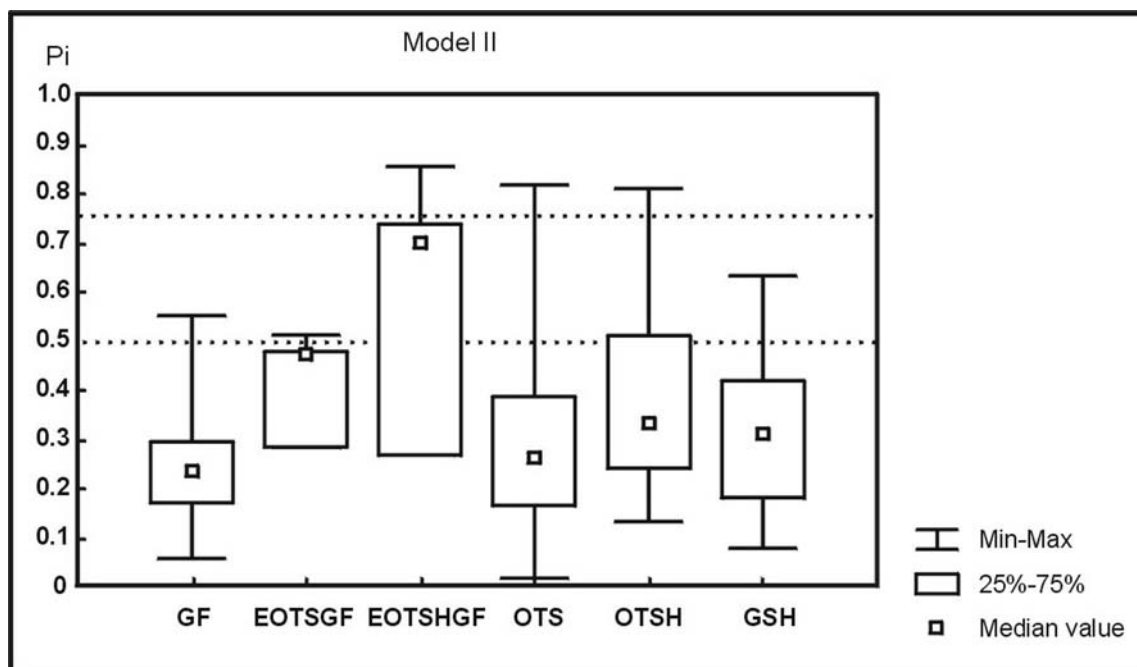 Model II
Pi
1.0
0.9
0.8
0.7
0.6
0.5
0.4
0.3
0.2
0.1
0
GF EOTSGF EOTSHGF OTS OTSH GSH
Min-Max
25%-75%
Median value